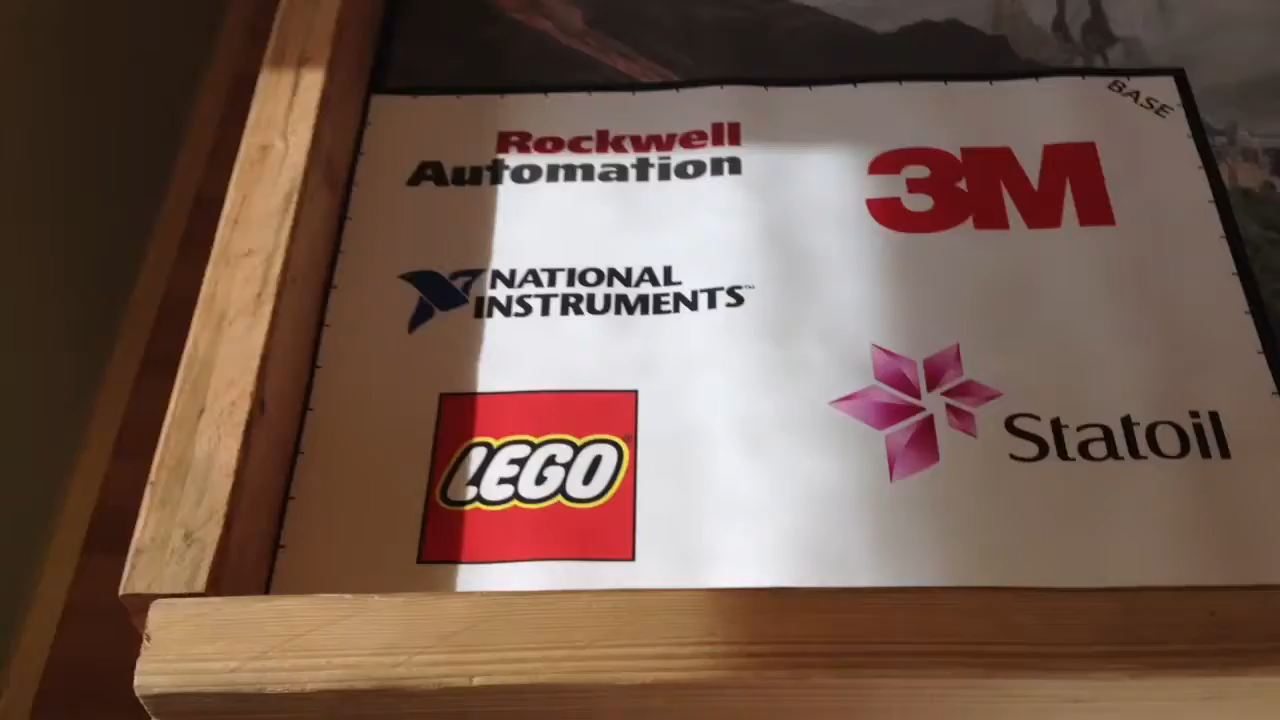 BASE
Rockwell
Automation
3M
NATIONAL
INSTRUMENTS™
LEGO
Statoil